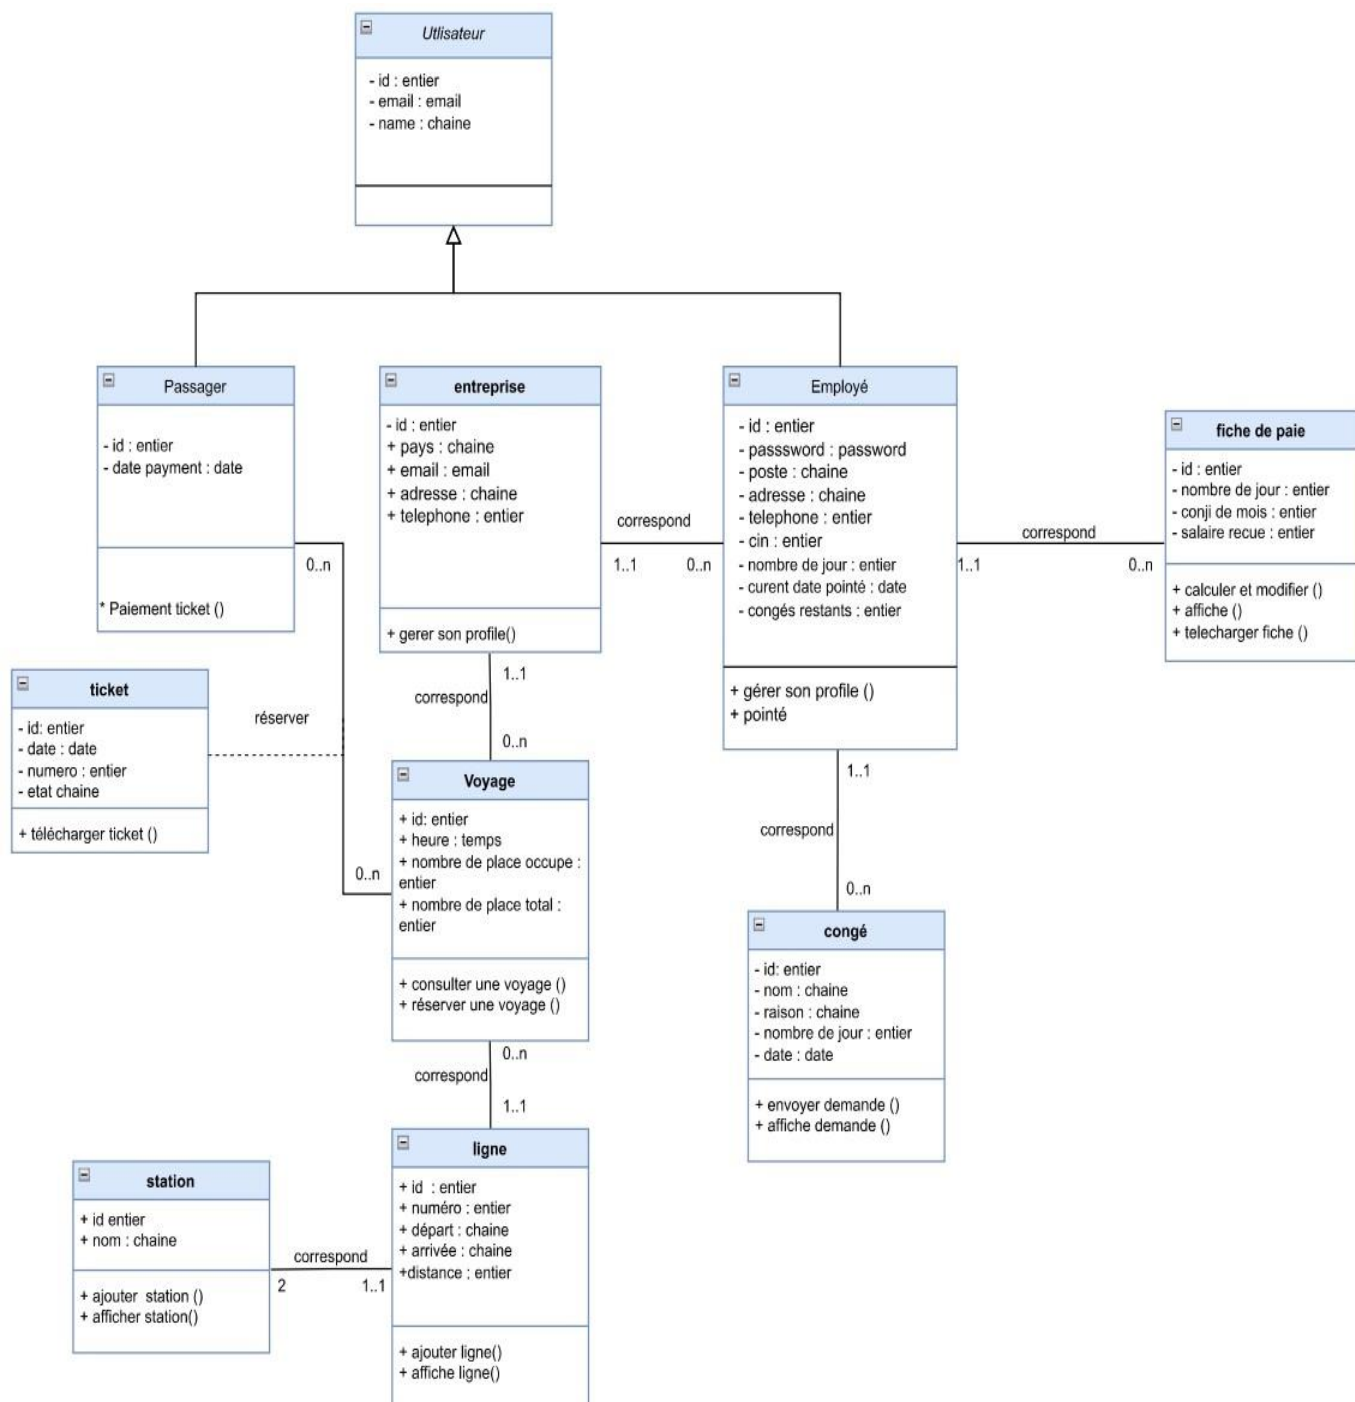 Utlisateur
- id : entier
- email : email
- name : chaine
Passager
- id : entier
- date payment : date
* Paiement ticket ()
entreprise
- id : entier
+ pays : chaine
+ email : email
+ adresse : chaine
+ telephone : entier
+ gerer son profile()
Employé
- id : entier
- passsword : password
- poste : chaine
- adresse : chaine
- telephone : entier
- cin : entier
- nombre de jour : entier
- curent date pointé : date
- congés restants : entier
+ gérer son profile ()
+ pointé
fiche de paie
- id : entier
- nombre de jour : entier
- conji de mois : entier
- salaire recue : entier
+ calculer et modifier ()
+ affiche ()
+ telecharger fiche ()
correspond
1..1
0..n
correspond
1..1
0..n
0..n
ticket
- id: entier
- date : date
- numero : entier
- etat chaine
+ télécharger ticket ()
réserver
1..1
correspond
0..n
0..n
Voyage
+ id: entier
+ heure : temps
+ nombre de place occupe :
entier
+ nombre de place total :
entier
+ consulter une voyage ()
+ réserver une voyage ()
1..1
correspond
0..n
congé
- id: entier
- nom : chaine
- raison : chaine
- nombre de jour : entier
- date : date
+ envoyer demande ()
+ affiche demande ()
0..n
correspond
1..1
station
+ id entier
+ nom : chaine
+ ajouter station ()
+ afficher station()
correspond
2
1..1
ligne
+ id : entier
+ numéro : entier
+ départ : chaine
+ arrivée : chaine
+distance : entier
+ ajouter ligne()
+ affiche ligne()